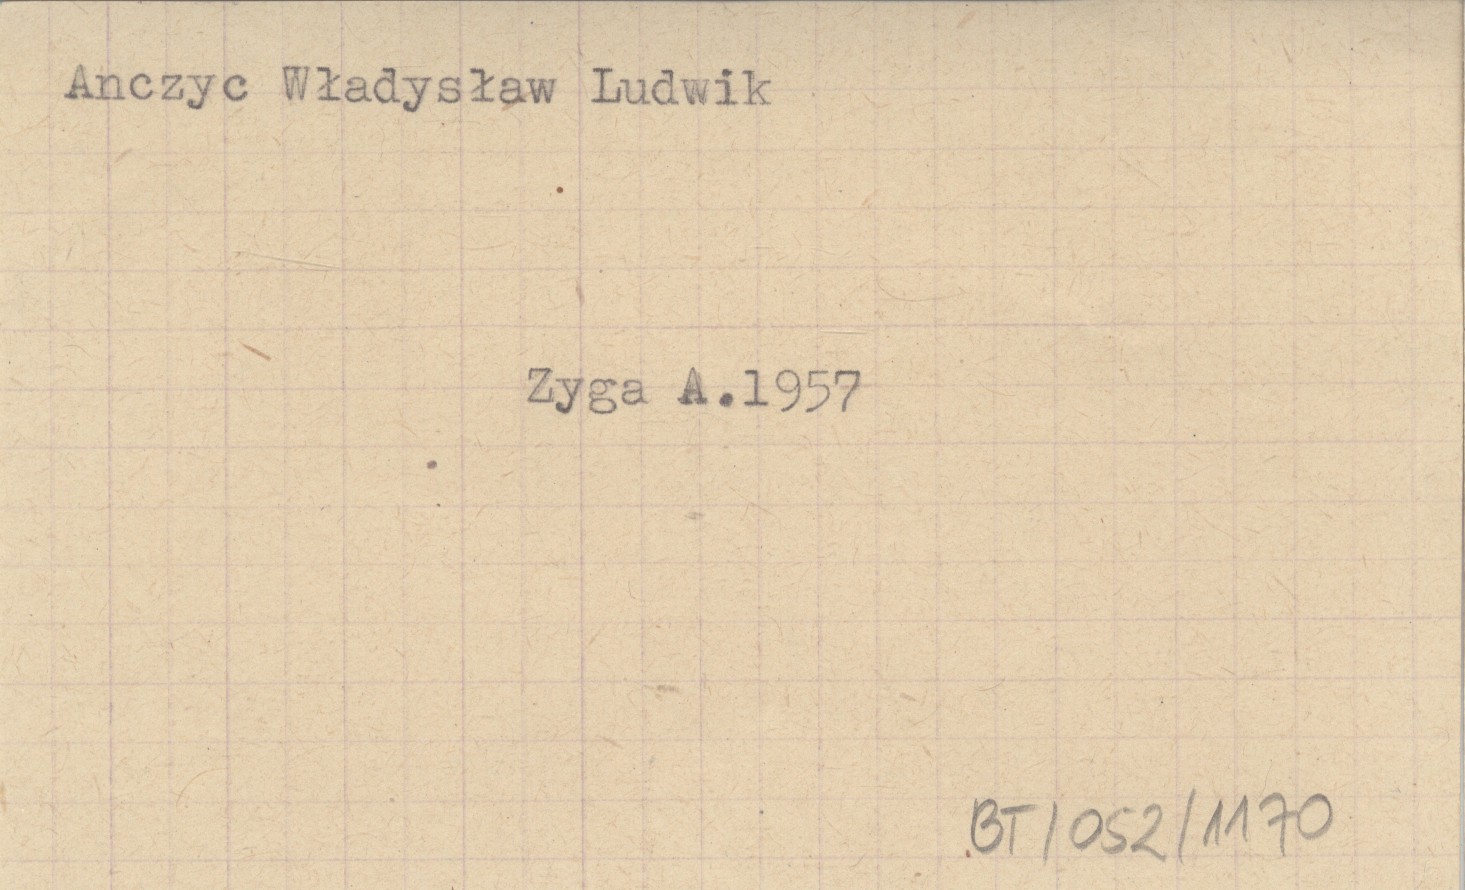 Anczyc Władysław Ludwik
Zyga A.1957
BT/052/1170